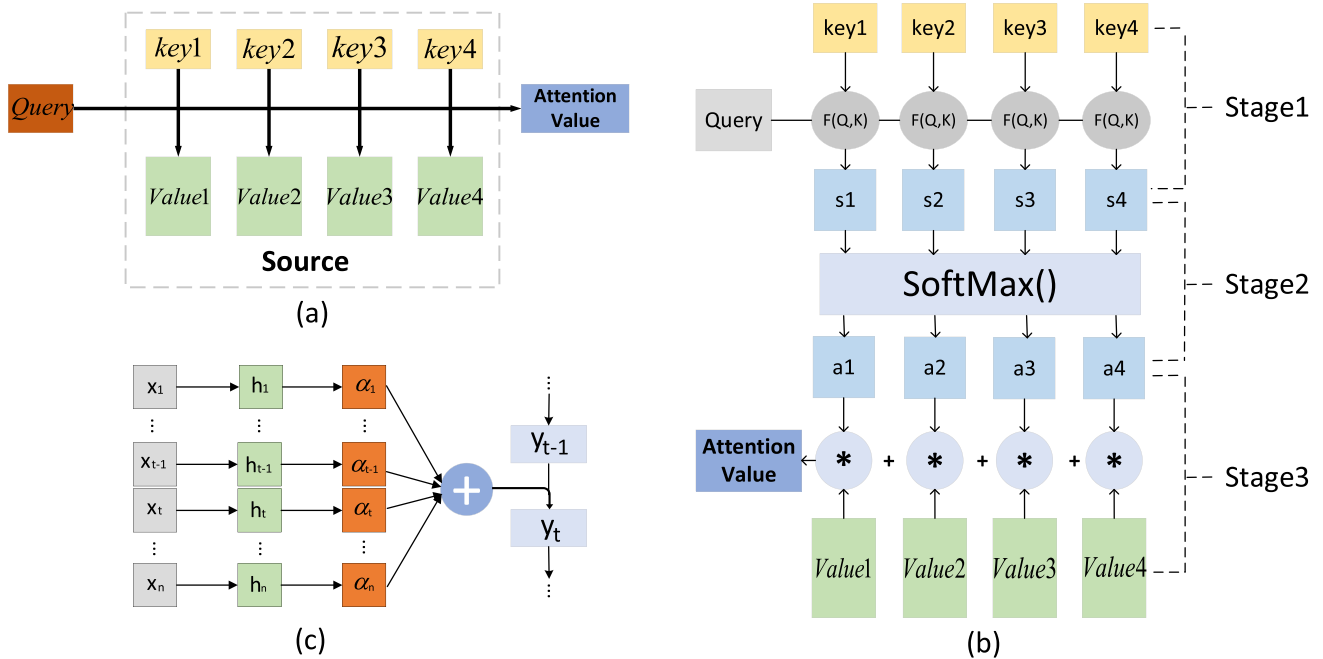 key1 key2 key3 key4
Query
Attention
Value
Value1 Value2 Value3 Value4
Source
(a)
x1 h1 α1
... ... ... ...
xt-1 ht-1 αt-1 yt-1
+
xt ht αt yt
... ... ... ...
xn hn αn
(c)
key1 key2 key3 key4
Query F(Q,K) F(Q,K) F(Q,K) F(Q,K) Stage1
s1 s2 s3 s4
SoftMax() Stage2
a1 a2 a3 a4
Attention
Value * + * + * + * Stage3
Value1 Value2 Value3 Value4
(b)